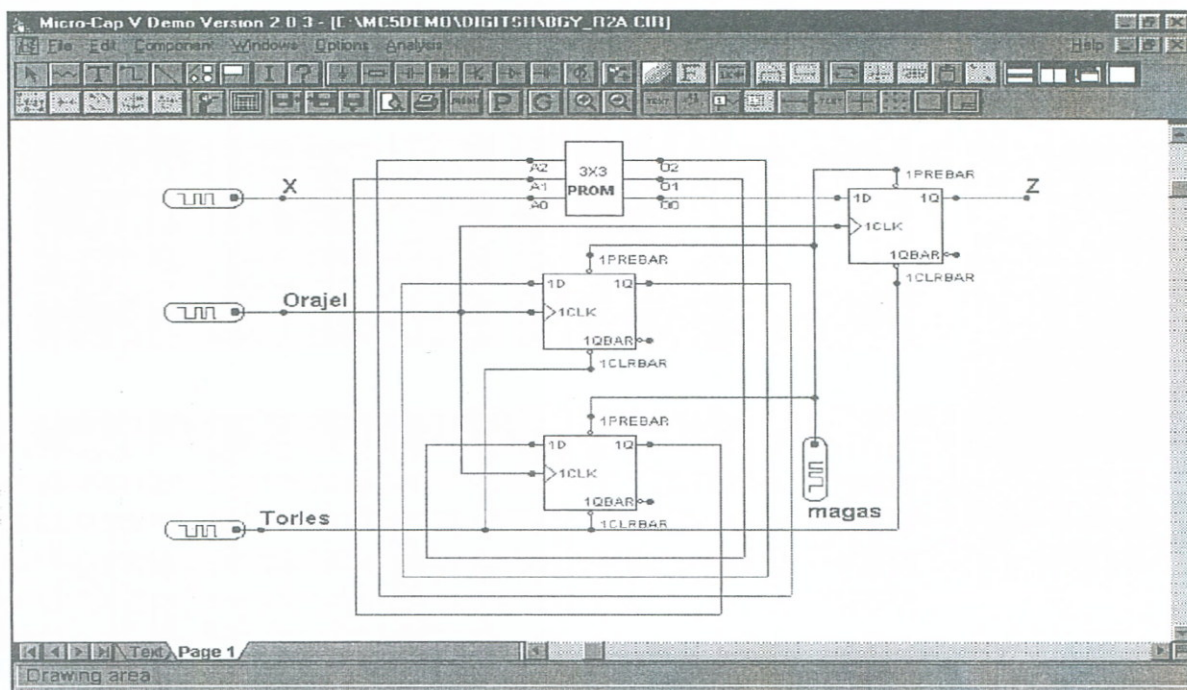 Micro-Cap V Demo Version 2.0.3 - [E:\MC5DEMO\DIGITSH\BGY_R2A.CIR]
File Edit Component Windows Options Analysis Help
A2 3X3 O2
A1 PROM O1
X A0 O0
1PREBAR
1D 1Q Z
1CLK
1QBAR
1CLRBAR
1PREBAR
1D 1Q
Orajel 1CLK
1QBAR
1CLRBAR
1PREBAR
1D 1Q
1CLK
1QBAR
magas
Torles 1CLRBAR
Text Page 1
Drawing area